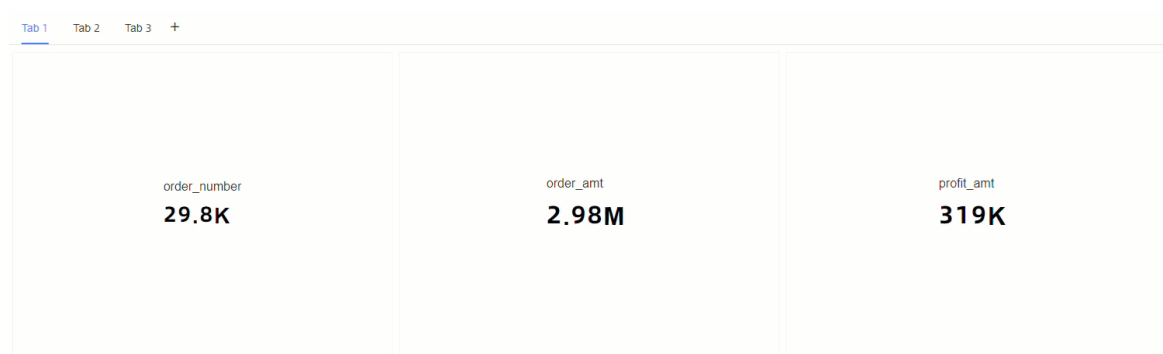 Tab 1 Tab 2 Tab 3 +
order_number
29.8K
order_amt
2.98M
profit_amt
319K